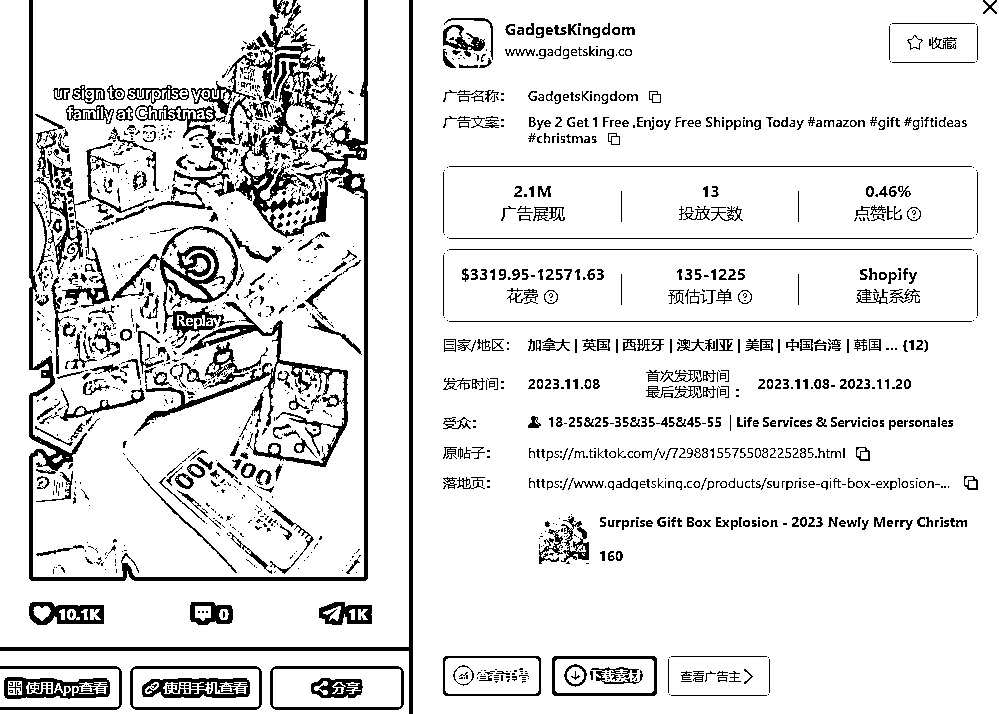 ur sign to surprise your
family at Christmas
Replay
100
100
10.1K
0
1K
使用App查看
使用手机查看
分享
GadgetsKingdom
www.gadgetsking.co
收藏
广告名称： GadgetsKingdom
广告文案： Bye 2 Get 1 Free ,Enjoy Free Shipping Today #amazon #gift #giftideas
#christmas
2.1M 13 0.46%
广告展现 投放天数 点赞比
$3319.95-12571.63 135-1225 Shopify
花费 预估订单 建站系统
国家/地区： 加拿大 | 英国 | 西班牙 | 澳大利亚 | 美国 | 中国台湾 | 韩国 ... (12)
发布时间： 2023.11.08 首次发现时间 最后发现时间： 2023.11.08- 2023.11.20
受众： 18-25&25-35&35-45&45-55 | Life Services & Servicios personales
原帖子： https://m.tiktok.com/v/7298815575508225285.html
落地页： https://www.gadgetsking.co/products/surprise-gift-box-explosion-...
Surprise Gift Box Explosion - 2023 Newly Merry Christm
160
下载素材
查看广告主